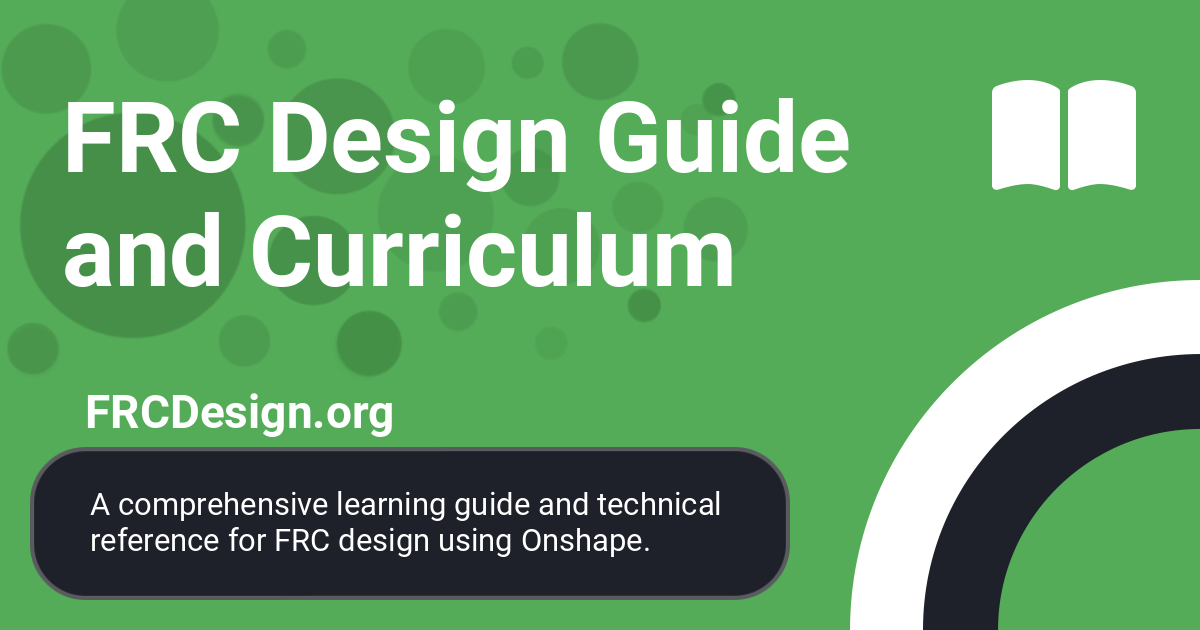 FRC Design Guide
and Curriculum
FRCDesign.org
A comprehensive learning guide and technical
reference for FRC design using Onshape.